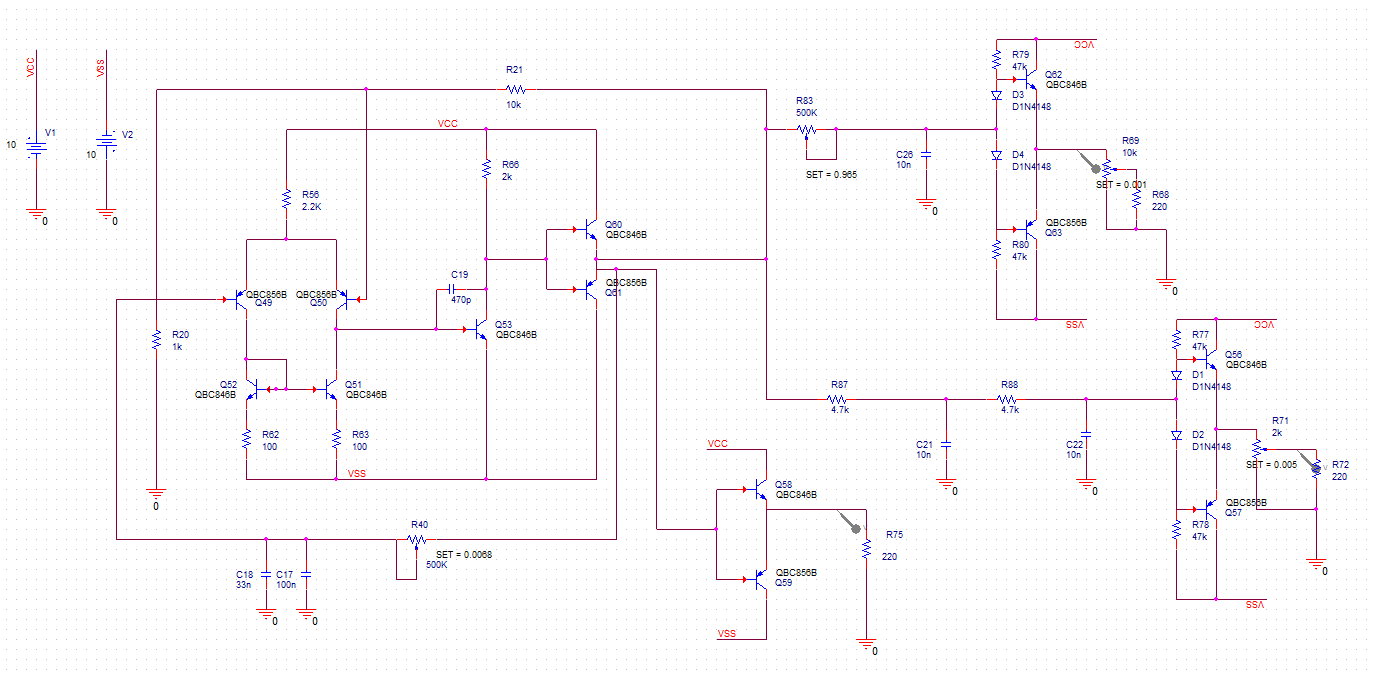 VCC
V1
10
0
VSS
V2
10
0
R21
10k
VCC
R66
2k
R56
2.2K
Q60
QBC846B
QBC856B
Q61
C19
470p
QBC856B
Q49
QBC856B
Q50
Q53
QBC846B
R20
1k
0
Q52
QBC846B
Q51
QBC846B
R62
100
R63
100
VSS
R40
SET = 0.0068
500K
C18
33n
0
C17
100n
0
R83
500K
SET = 0.965
C26
10n
0
VCC
R79
47k
Q62
QBC846B
D3
D1N4148
D4
D1N4148
R69
10k
SET = 0.001
R68
220
0
QBC856B
Q63
R80
47k
VSS
R87
4.7k
C21
10n
0
R88
4.7k
C22
10n
0
VCC
R77
47k
Q56
QBC846B
D1
D1N4148
D2
D1N4148
R71
2k
SET = 0.005
R72
220
0
QBC856B
Q57
R78
47k
VSS
VCC
Q58
QBC846B
V
R75
220
0
QBC856B
Q59
VSS